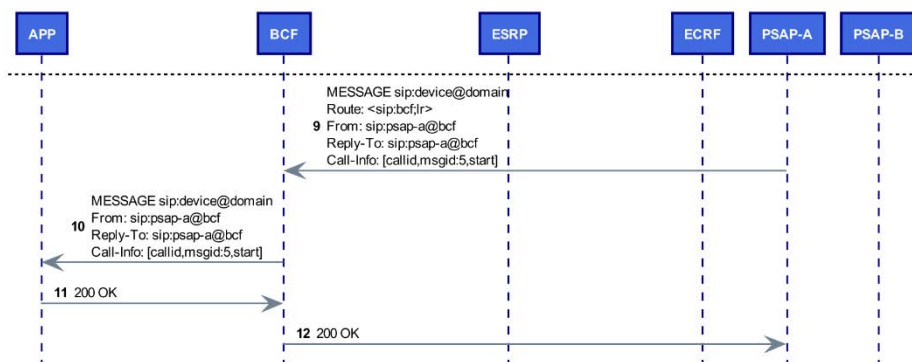 APP BCF ESRP ECRF PSAP-A PSAP-B
MESSAGE sip:device@domain
Route: <sip:bcf;lr>
9 From: sip:psap-a@bcf
Reply-To: sip:psap-a@bcf
Call-Info: [callid,msgid:5,start]
MESSAGE sip:device@domain
10 From: sip:psap-a@bcf
Reply-To: sip:psap-a@bcf
Call-Info: [callid,msgid:5,start]
11 200 OK
12 200 OK